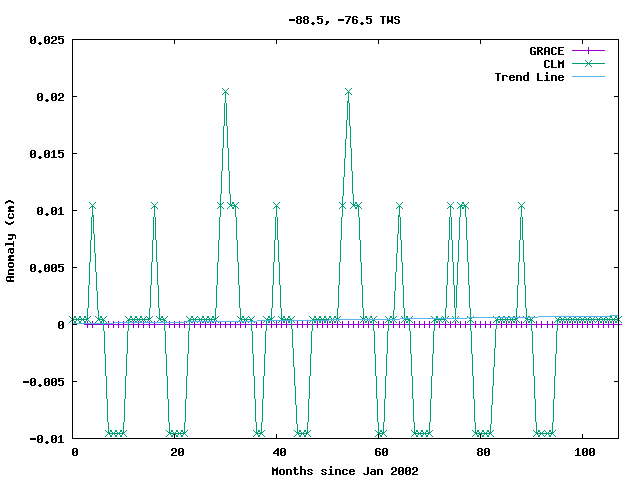 -88.5, -76.5 TWS
GRACE
CLM
Trend Line
0.025
0.02
0.015
0.01
0.005
0
-0.005
-0.01
Anomaly (cm)
0 20 40 60 80 100
Months since Jan 2002